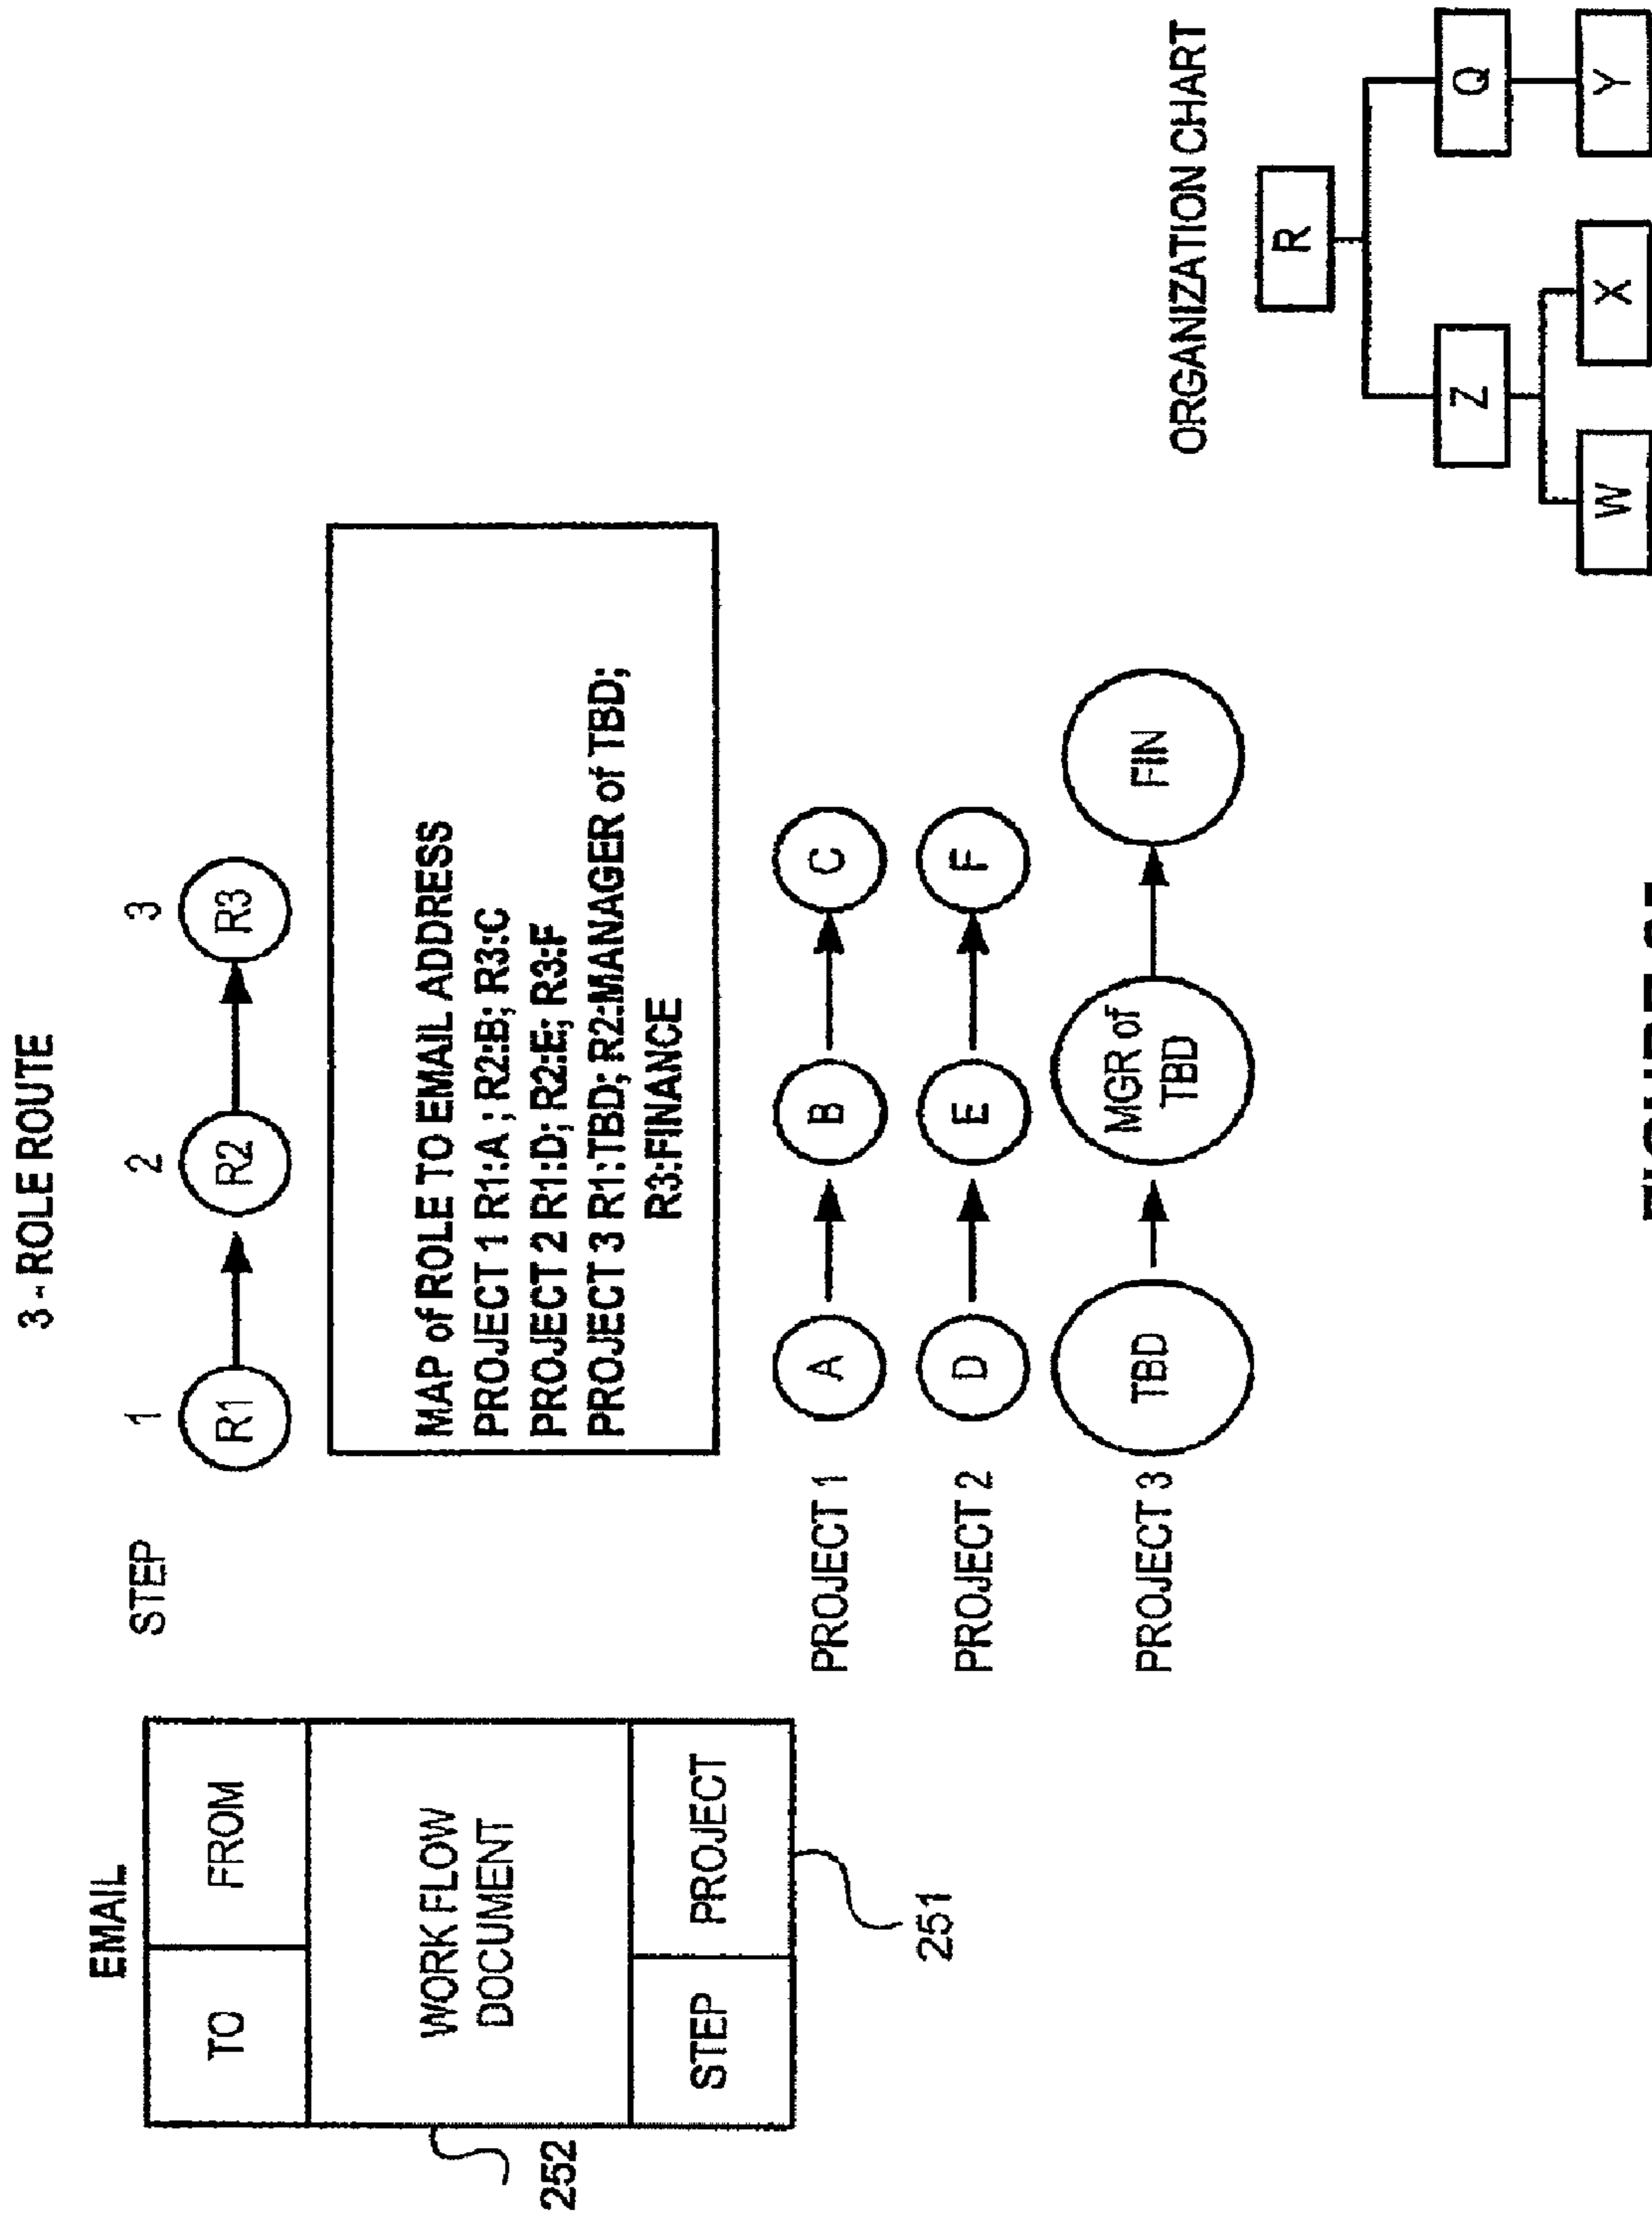 3-ROLE ROUTE
EMAIL
TO
FROM
WORK FLOW
DOCUMENT
STEP
PROJECT
252
251
STEP
1
2
3
R1
R2
R3
MAP of ROLE TO EMAIL ADDRESS
PROJECT 1 R1:A ; R2:B; R3:C
PROJECT 2 R1:D; R2:E; R3:F
PROJECT 3 R1:TBD; R2:MANAGER of TBD;
R3:FINANCE
PROJECT 1
A
B
C
PROJECT 2
D
E
F
PROJECT 3
TBD
MGR of
TBD
FIN
ORGANIZATION CHART
R
Z
Q
W
X
Y